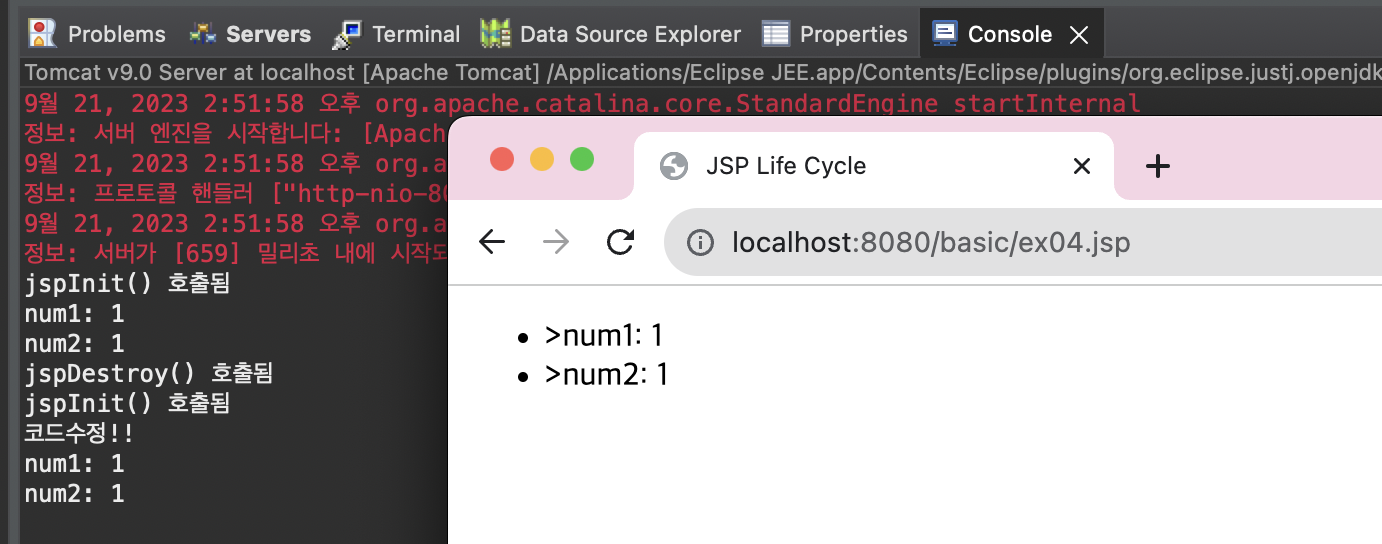 Problems Servers Terminal Data Source Explorer Properties Console
Tomcat v9.0 Server at localhost [Apache Tomcat] /Applications/Eclipse JEE.app/Contents/Eclipse/plugins/org.eclipse.justj.openjdk
9월 21, 2023 2:51:58 오후 org.apache.catalina.core.StandardEngine startInternal
정보: 서버 엔진을 시작합니다: [Apach
9월 21, 2023 2:51:58 오후 org.a
정보: 프로토콜 핸들러 ["http-nio-80
9월 21, 2023 2:51:58 오후 org.a
정보: 서버가 [659] 밀리초 내에 시작되
jspInit() 호출됨
num1: 1
num2: 1
jspDestroy() 호출됨
jspInit() 호출됨
코드수정!!
num1: 1
num2: 1
JSP Life Cycle
localhost:8080/basic/ex04.jsp
• >num1: 1
• >num2: 1